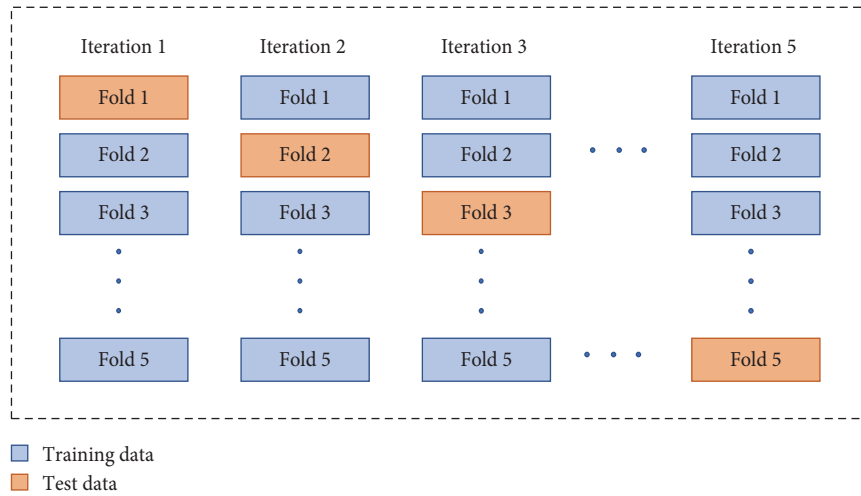 Iteration 1 Iteration 2 Iteration 3 Iteration 5
Fold 1 Fold 1 Fold 1 Fold 1
Fold 2 Fold 2 Fold 2 Fold 2
Fold 3 Fold 3 Fold 3 Fold 3
Fold 5 Fold 5 Fold 5 Fold 5
Training data
Test data